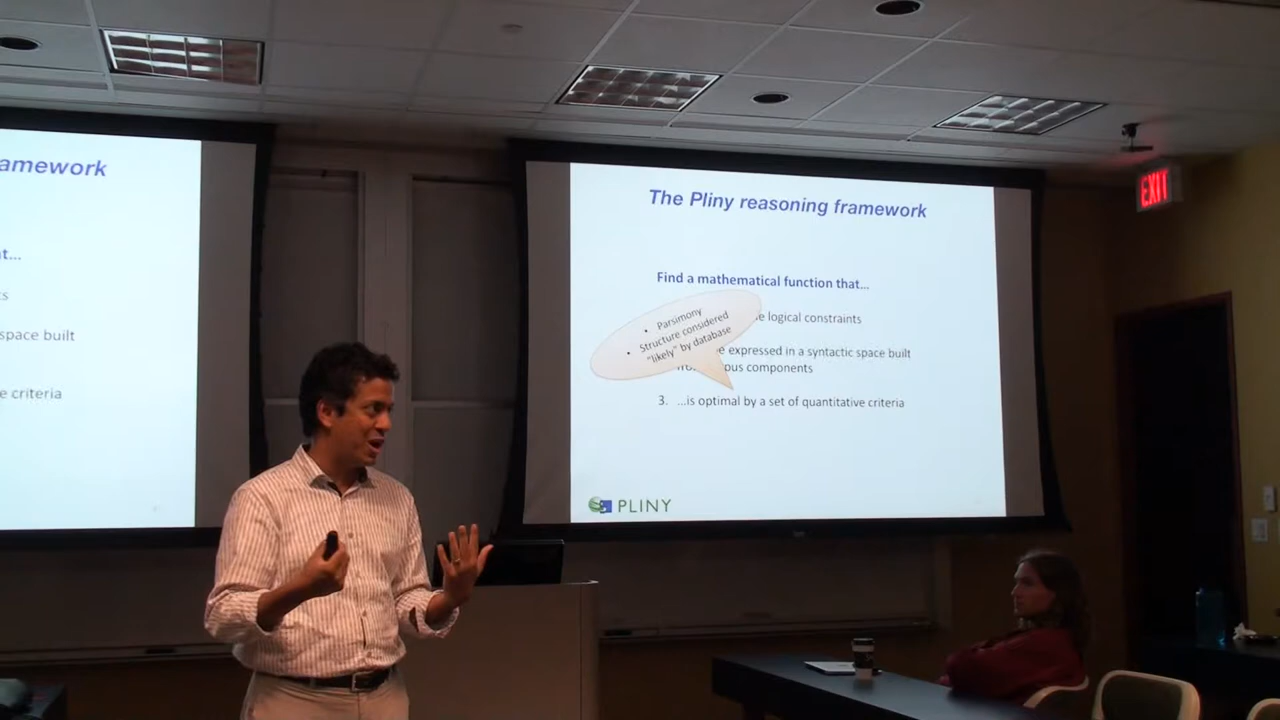 amework
t...
s
space built
e criteria
The Pliny reasoning framework
Find a mathematical function that...
• Parsimony
• Structure considered
"likely" by database
e logical constraints
e expressed in a syntactic space built
ous components
3. ...is optimal by a set of quantitative criteria
PLINY
EXIT